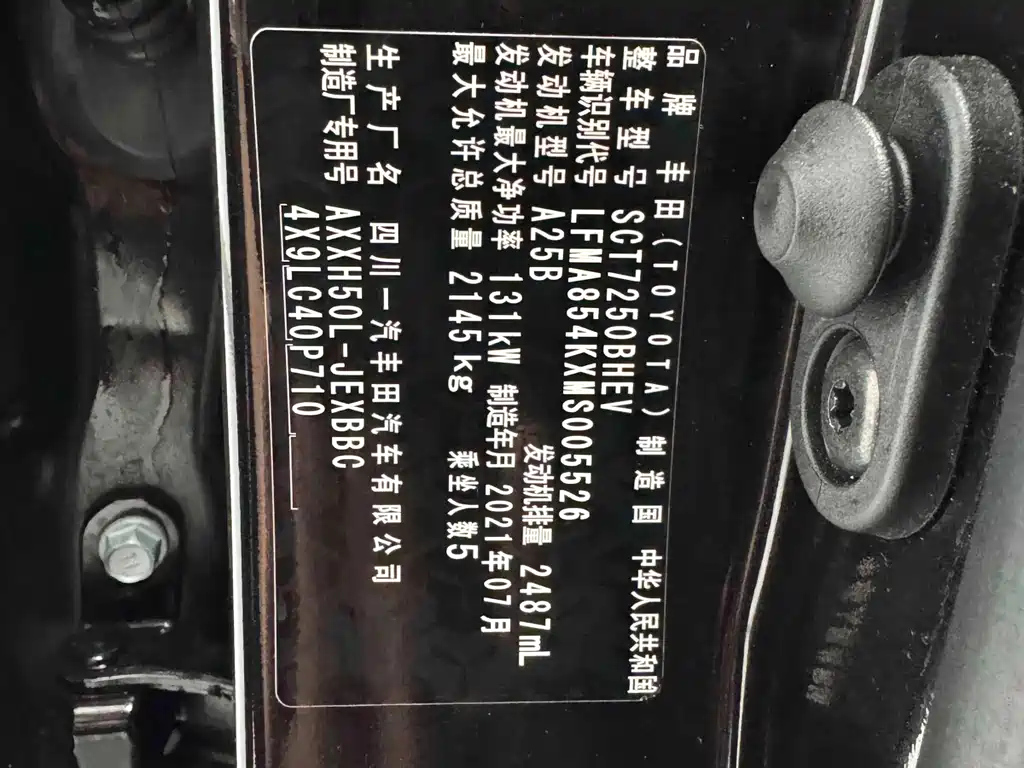 品牌 丰田(TOYOTA) 制造国 中华人民共和国
整车型号 SCT7250BHEV
车辆识别代号 LFMA854KXMS005526
发动机型号 A25B 发动机排量 2487mL
发动机最大净功率 131kW 制造年月 2021年07月
最大允许总质量 2145kg 乘坐人数5
生产厂名 四川一汽丰田汽车有限公司
制造厂专用号 AXXH50L-JEXBBC
4X9LC40P710